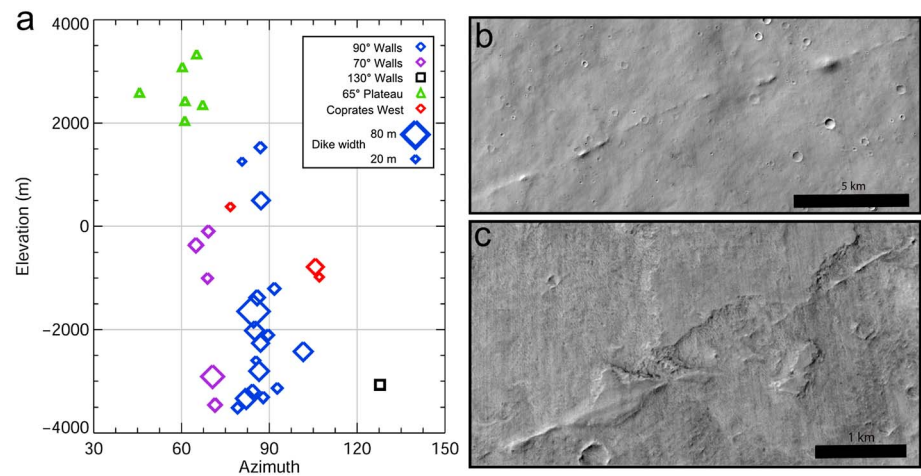 a
90° Walls
70° Walls
130° Walls
65° Plateau
Coprates West
80 m
Dike width
20 m
2000
0
−2000
−4000
Elevation (m)
30
60
90
120
150
Azimuth
b
5 km
c
1 km